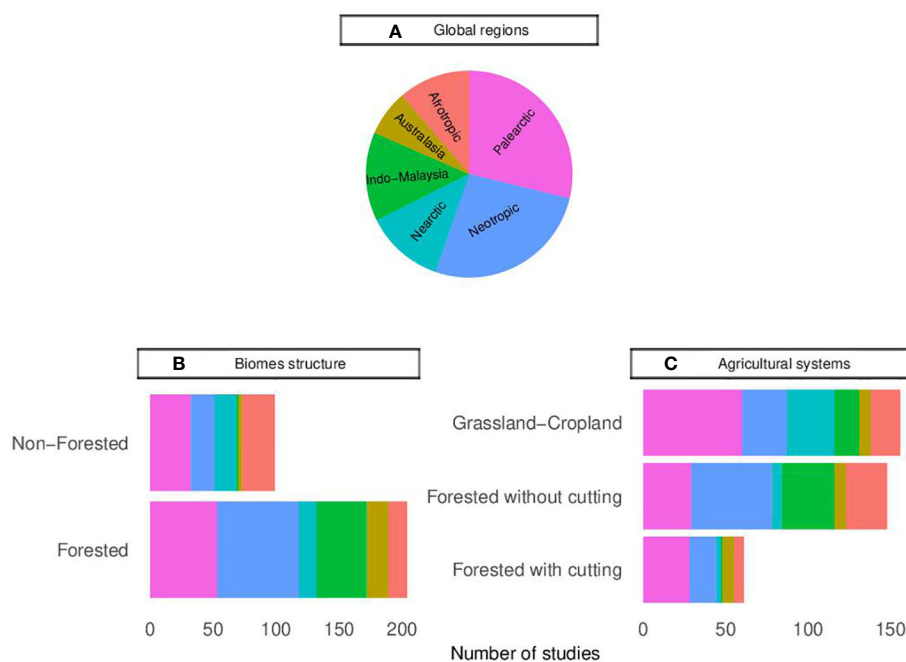 A Global regions
Afrotropic
Australasia
Palearctic
Indo−Malaysia
Nearctic
Neotropic
B Biomes structure
Non−Forested
Forested
0 50 100 150 200
C Agricultural systems
Grassland−Cropland
Forested without cutting
Forested with cutting
0 50 100 150
Number of studies